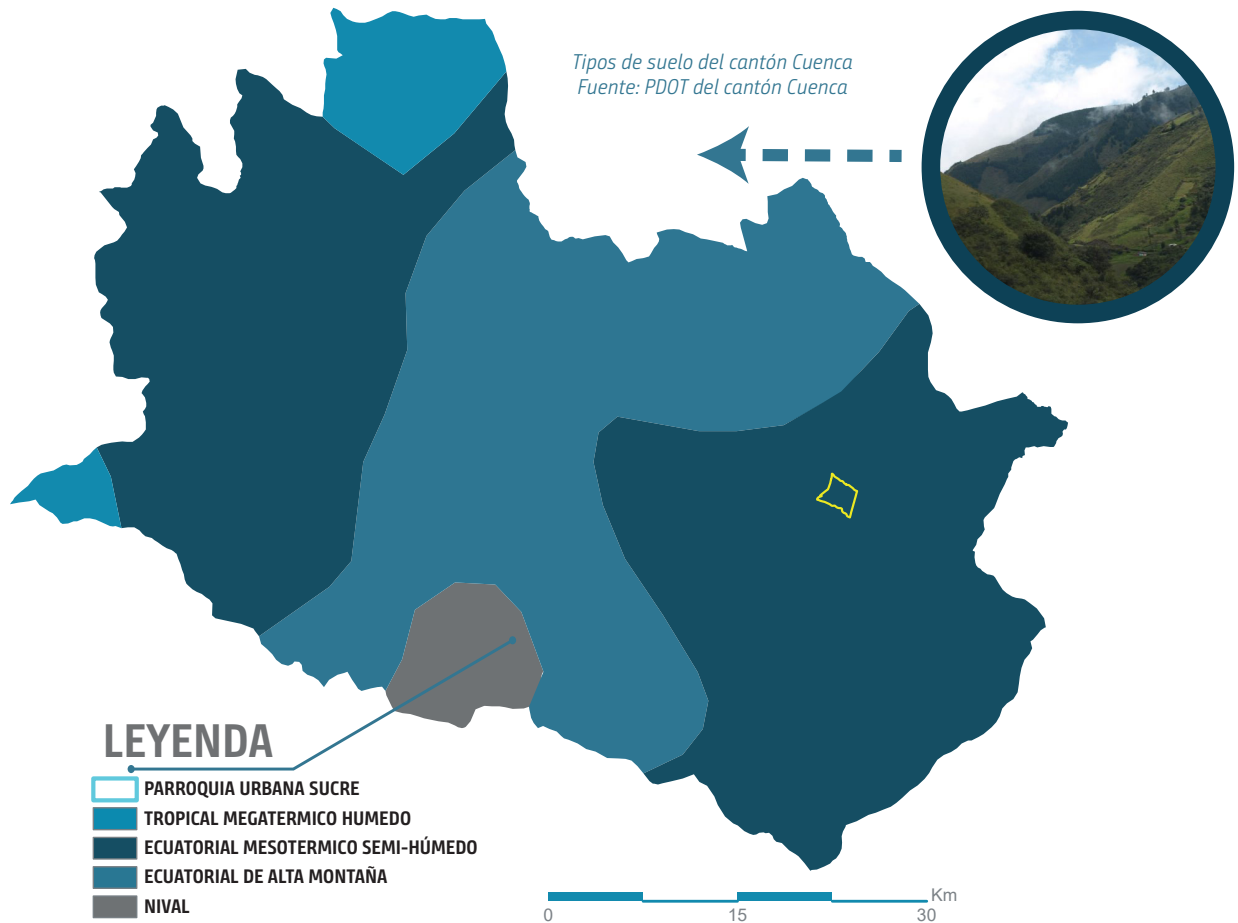 Tipos de suelo del cantón Cuenca
Fuente: PDOT del cantón Cuenca
LEYENDA
PARROQUIA URBANA SUCRE
TROPICAL MEGATERMICO HUMEDO
ECUATORIAL MESOTERMICO SEMI-HÚMEDO
ECUATORIAL DE ALTA MONTAÑA
NIVAL
Km
0 15 30